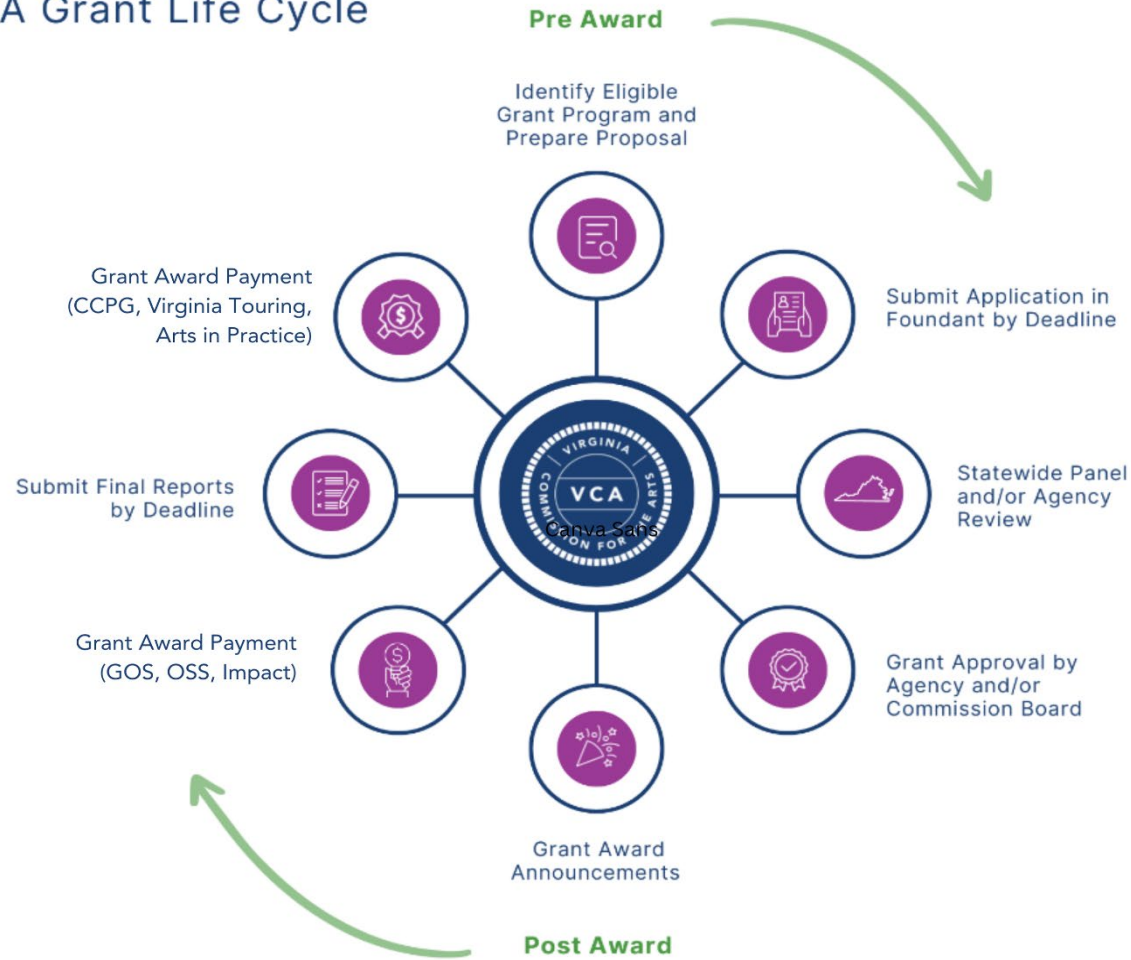 A Grant Life Cycle
Pre Award
Identify Eligible
Grant Program and
Prepare Proposal
Submit Application in
Foundant by Deadline
Statewide Panel
and/or Agency
Review
Grant Approval by
Agency and/or
Commission Board
Grant Award
Announcements
Post Award
Grant Award Payment
(GOS, OSS, Impact)
Submit Final Reports
by Deadline
Grant Award Payment
(CCPG, Virginia Touring,
Arts in Practice)
VIRGINIA
COMMISSION FOR THE ARTS
VCA
Canva Sans
$
$